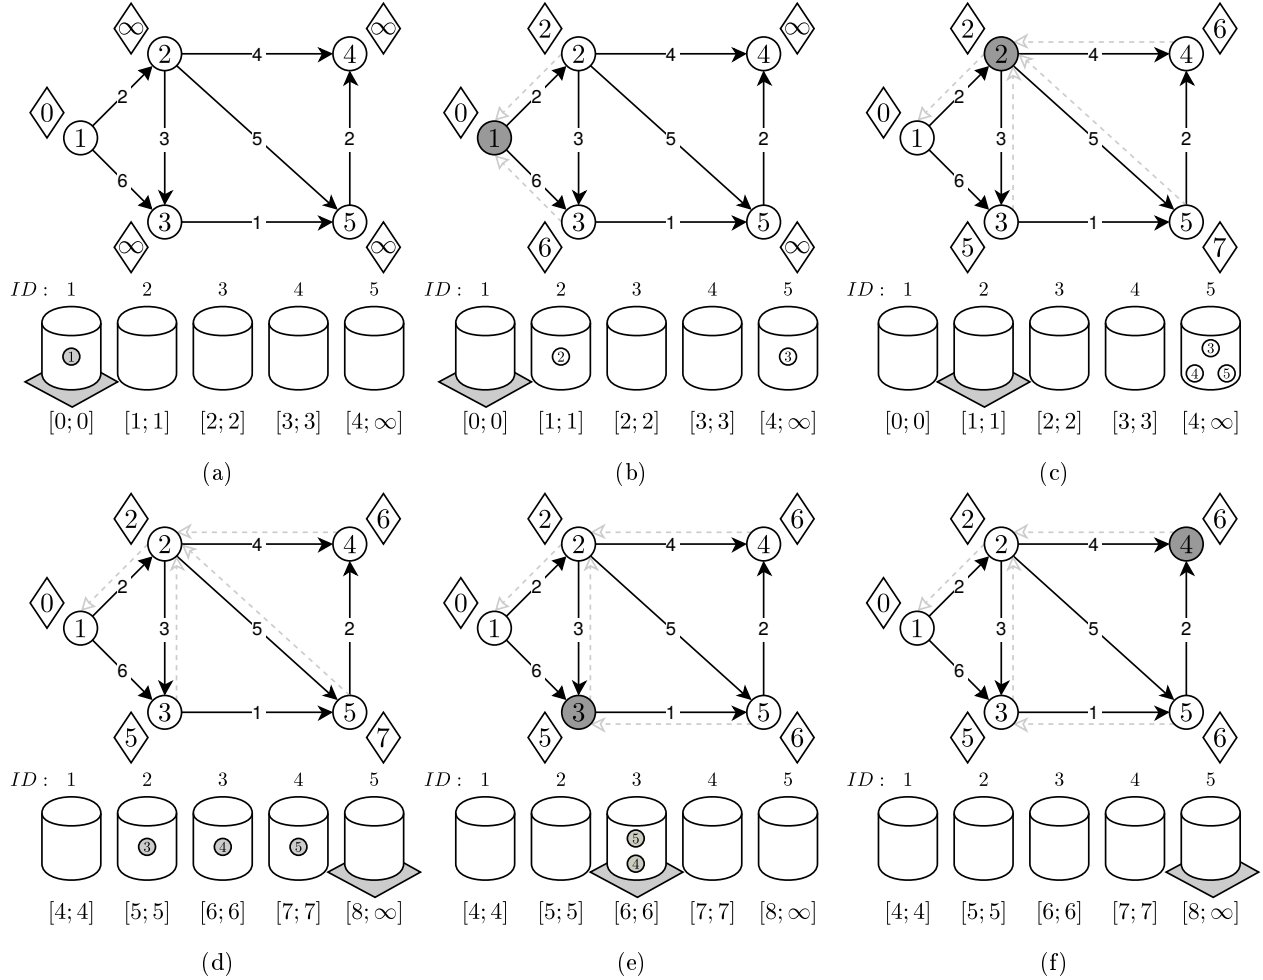 ∞ ∞
2 4 4
0 2
1 3 5 2
6
3 1 5
∞ ∞
ID : 1 2 3 4 5
1
[0; 0] [1; 1] [2; 2] [3; 3] [4; ∞]
(a)
2 ∞
2 4 4
0 2
1 3 5 2
6
3 1 5
6 ∞
ID : 1 2 3 4 5
2 3
[0; 0] [1; 1] [2; 2] [3; 3] [4; ∞]
(b)
2 6
2 4 4
0 2
1 3 5 2
6
3 1 5
5 7
ID : 1 2 3 4 5
3
4 5
[0; 0] [1; 1] [2; 2] [3; 3] [4; ∞]
(c)
2 6
2 4 4
0 2
1 3 5 2
6
3 1 5
5 7
ID : 1 2 3 4 5
3 4 5
[4; 4] [5; 5] [6; 6] [7; 7] [8; ∞]
(d)
2 6
2 4 4
0 2
1 3 5 2
6
3 1 5
5 6
ID : 1 2 3 4 5
5
4
[4; 4] [5; 5] [6; 6] [7; 7] [8; ∞]
(e)
2 6
2 4 4
0 2
1 3 5 2
6
3 1 5
5 6
ID : 1 2 3 4 5
[4; 4] [5; 5] [6; 6] [7; 7] [8; ∞]
(f)